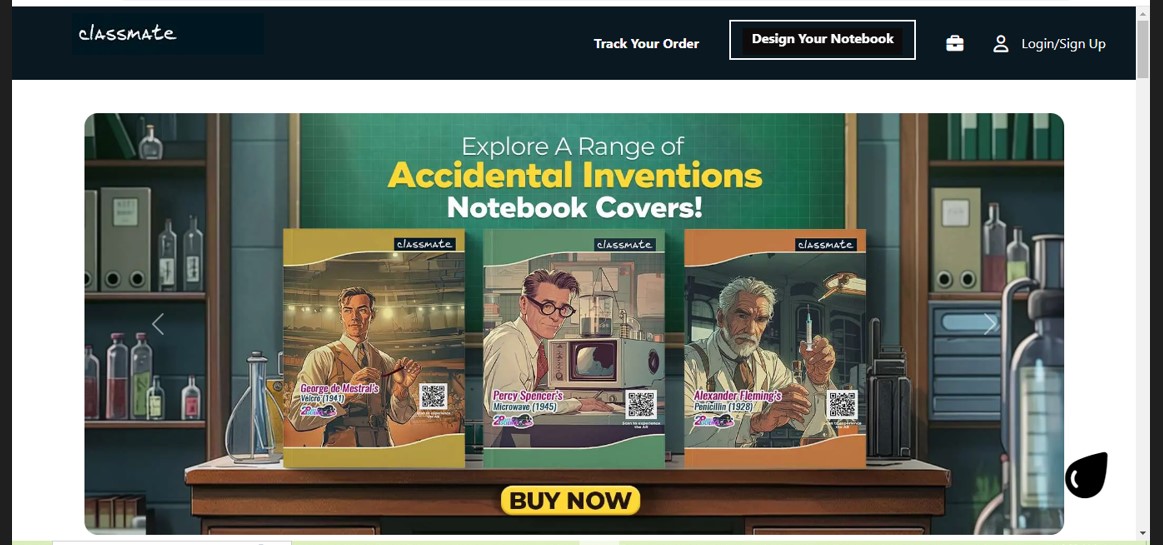 classmate
Track Your Order
Design Your Notebook
Login/Sign Up
Explore A Range of
Accidental Inventions
Notebook Covers!
classmate
George de Mestral's
Velcro (1941)
classmate
Percy Spencer's
Microwave (1945)
classmate
Alexander Fleming's
Penicillin (1928)
BUY NOW